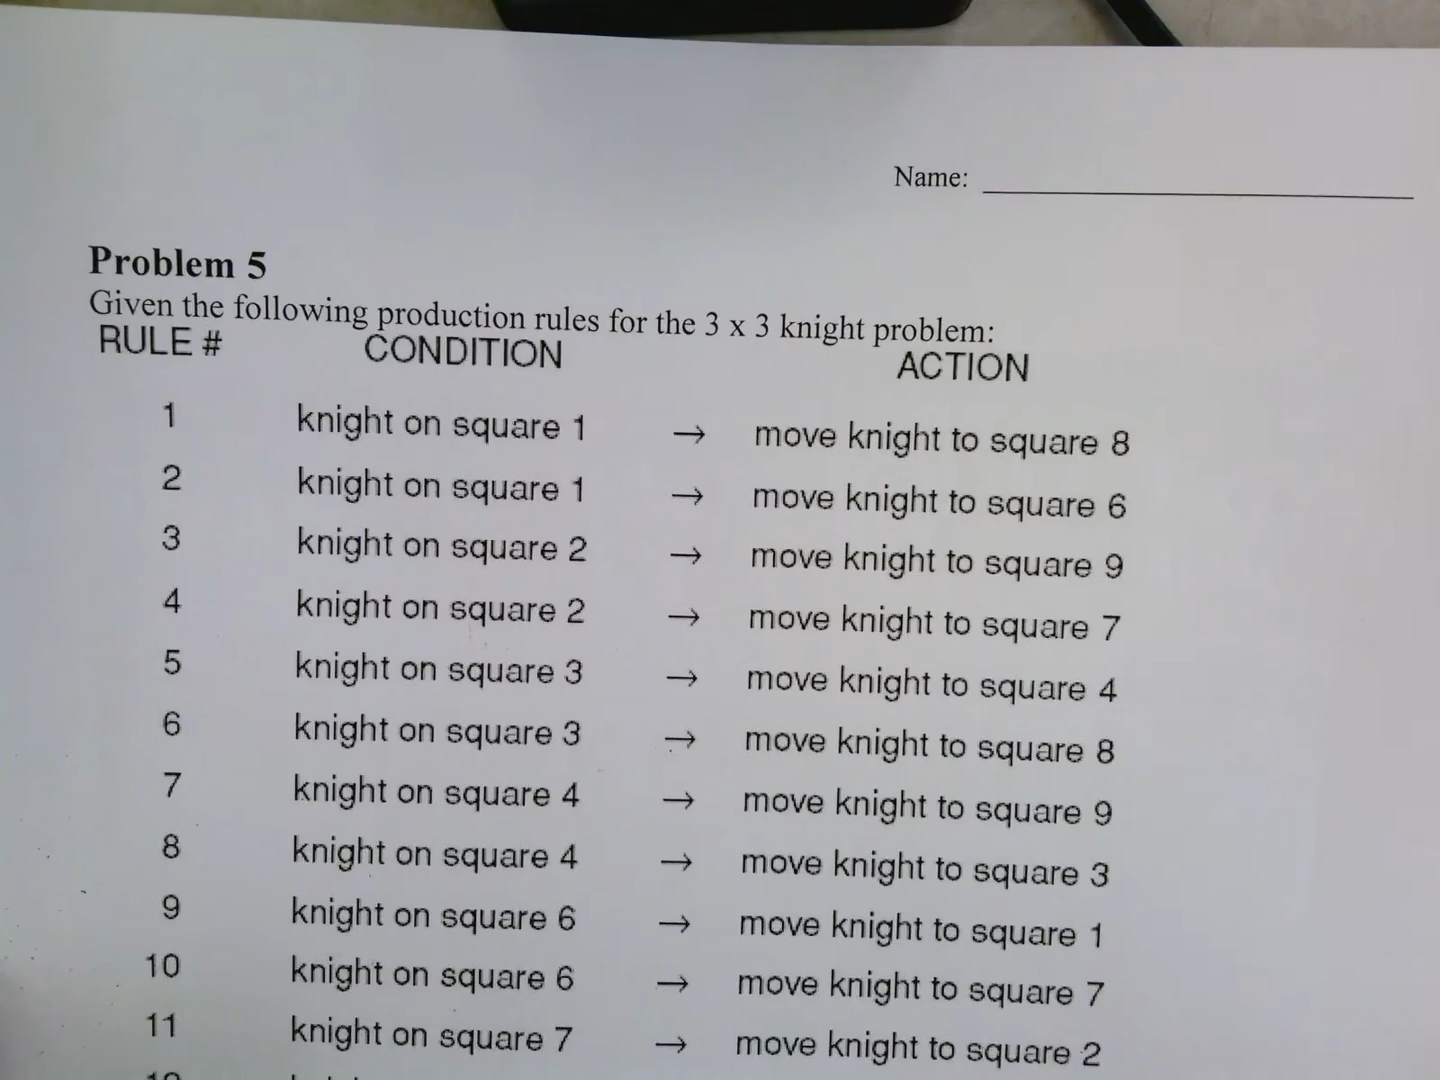 Name:
Problem 5
Given the following production rules for the 3 x 3 knight problem:
RULE # CONDITION ACTION
1 knight on square 1 → move knight to square 8
2 knight on square 1 → move knight to square 6
3 knight on square 2 → move knight to square 9
4 knight on square 2 → move knight to square 7
5 knight on square 3 → move knight to square 4
6 knight on square 3 → move knight to square 8
7 knight on square 4 → move knight to square 9
8 knight on square 4 → move knight to square 3
9 knight on square 6 → move knight to square 1
10 knight on square 6 → move knight to square 7
11 knight on square 7 → move knight to square 2